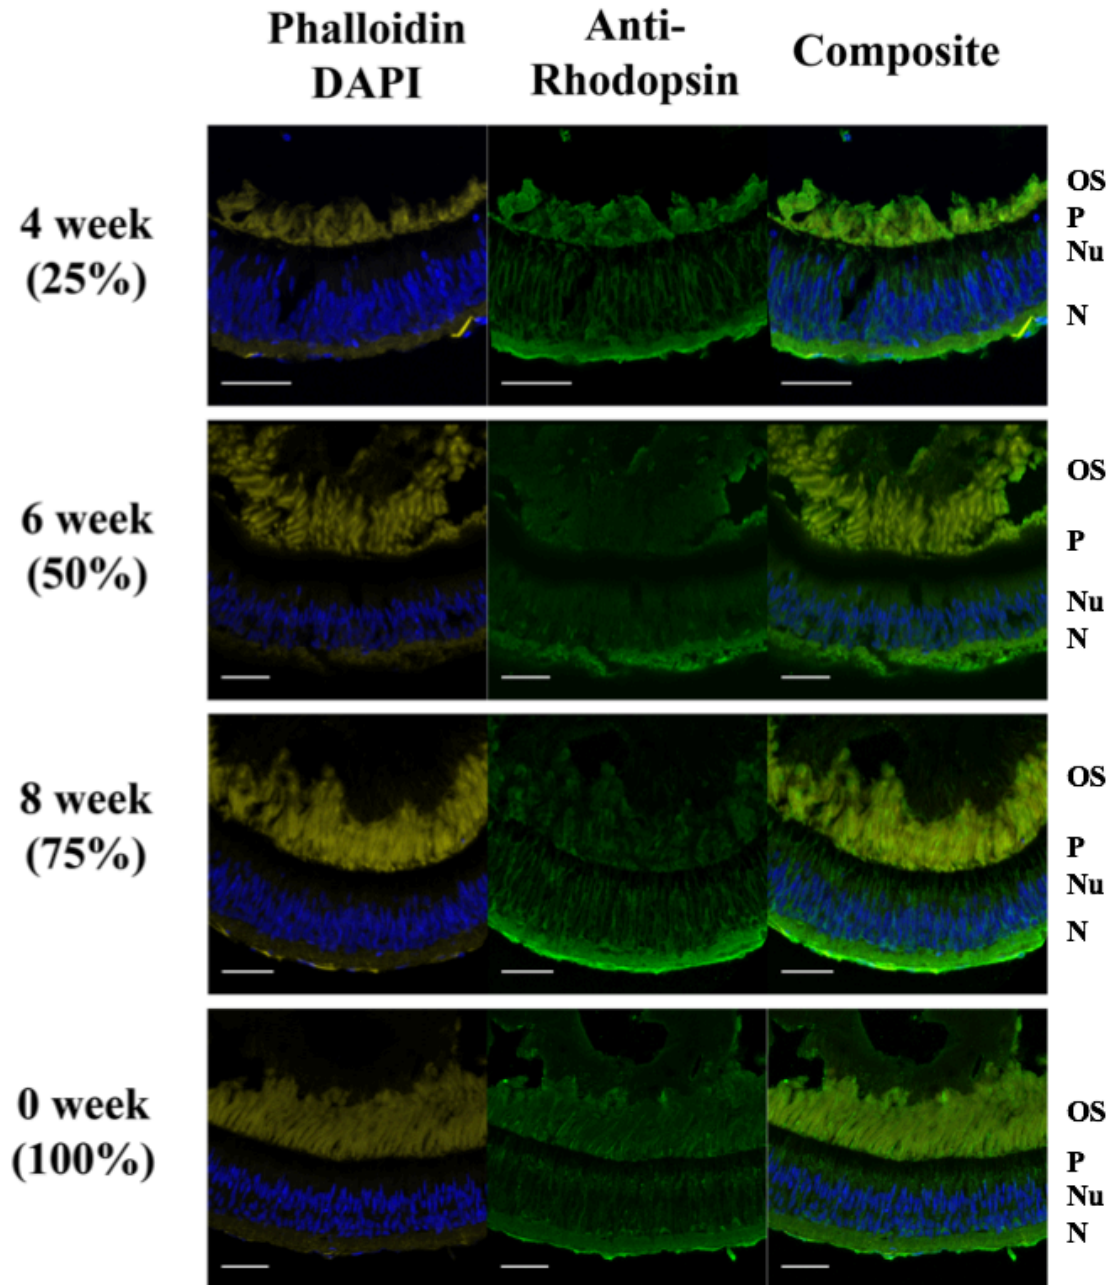 Phalloidin
DAPI
Anti-
Rhodopsin
Composite
4 week
(25%)
OS
P
Nu
N
6 week
(50%)
OS
P
Nu
N
8 week
(75%)
OS
P
Nu
N
0 week
(100%)
OS
P
Nu
N